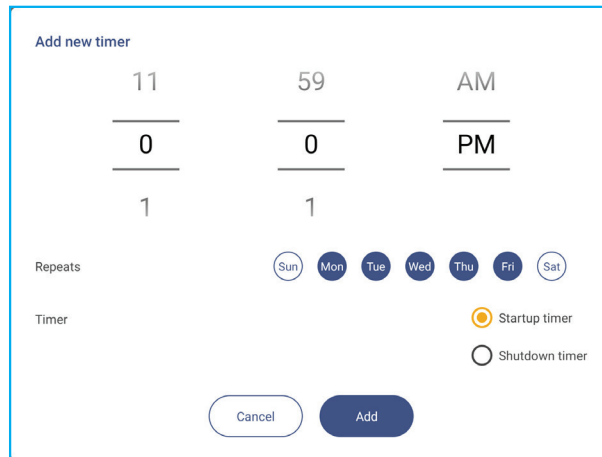 Add new timer
11 59 AM
0 0 PM
1 1
Repeats Sun Mon Tue Wed Thu Fri Sat
Timer Startup timer
Shutdown timer
Cancel Add